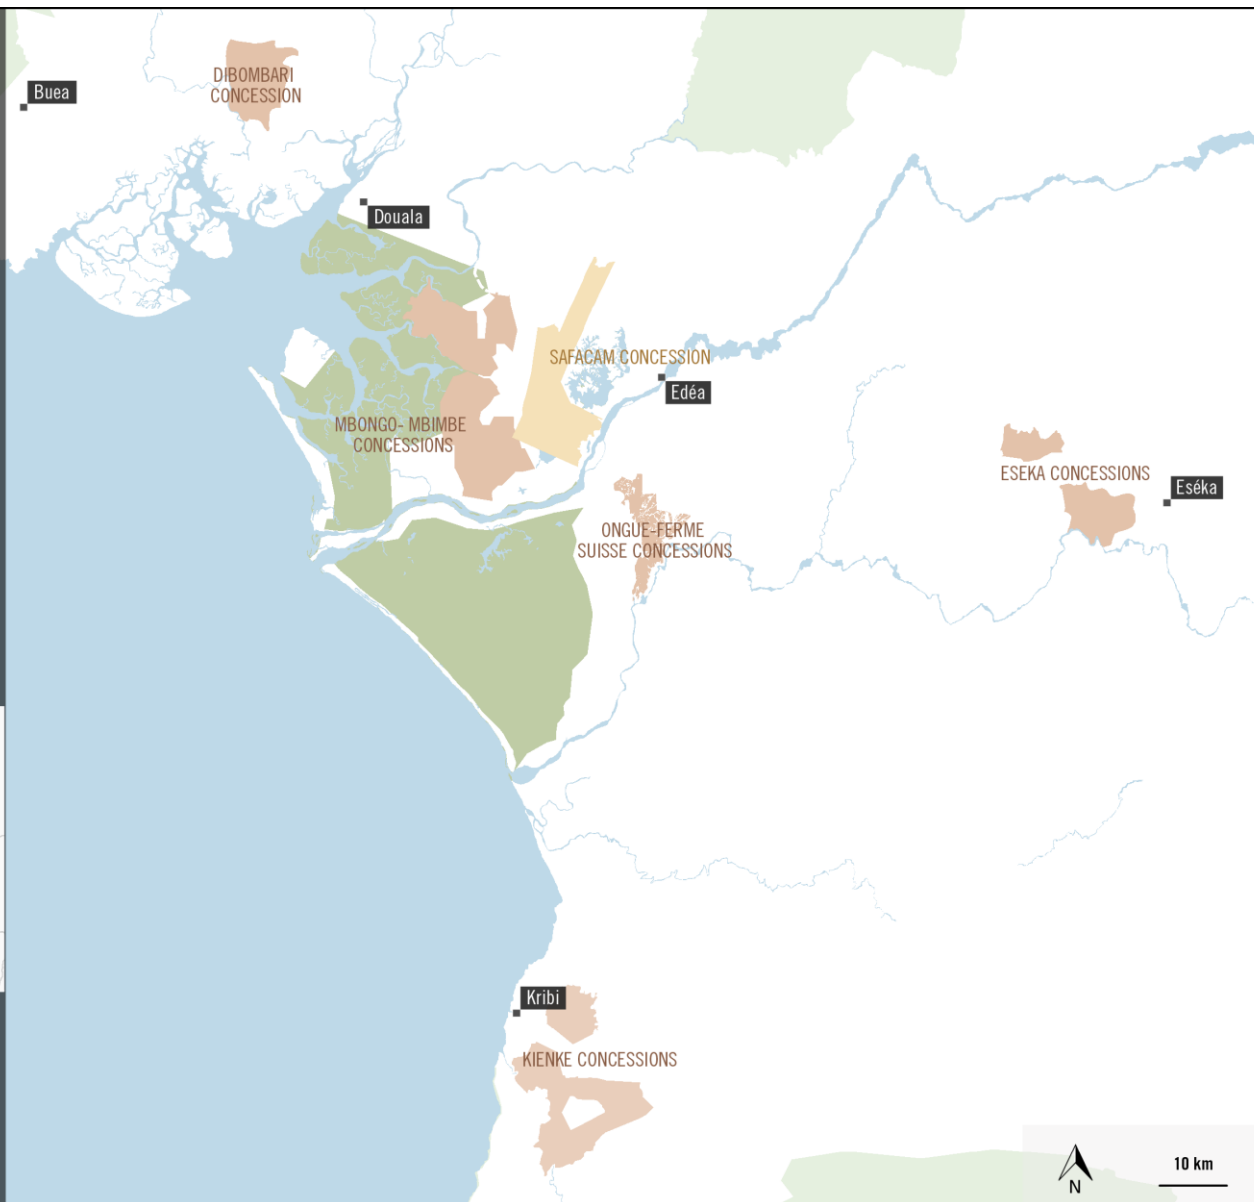 DIBOMBARI
CONCESSION
Buea
Douala
SAFACAM CONCESSION
Edéa
MBONGO- MBIMBE
CONCESSIONS
ESEKA CONCESSIONS
Eséka
ONGUE-FERME
SUISSE CONCESSIONS
Kribi
KIENKE CONCESSIONS
10 km
N